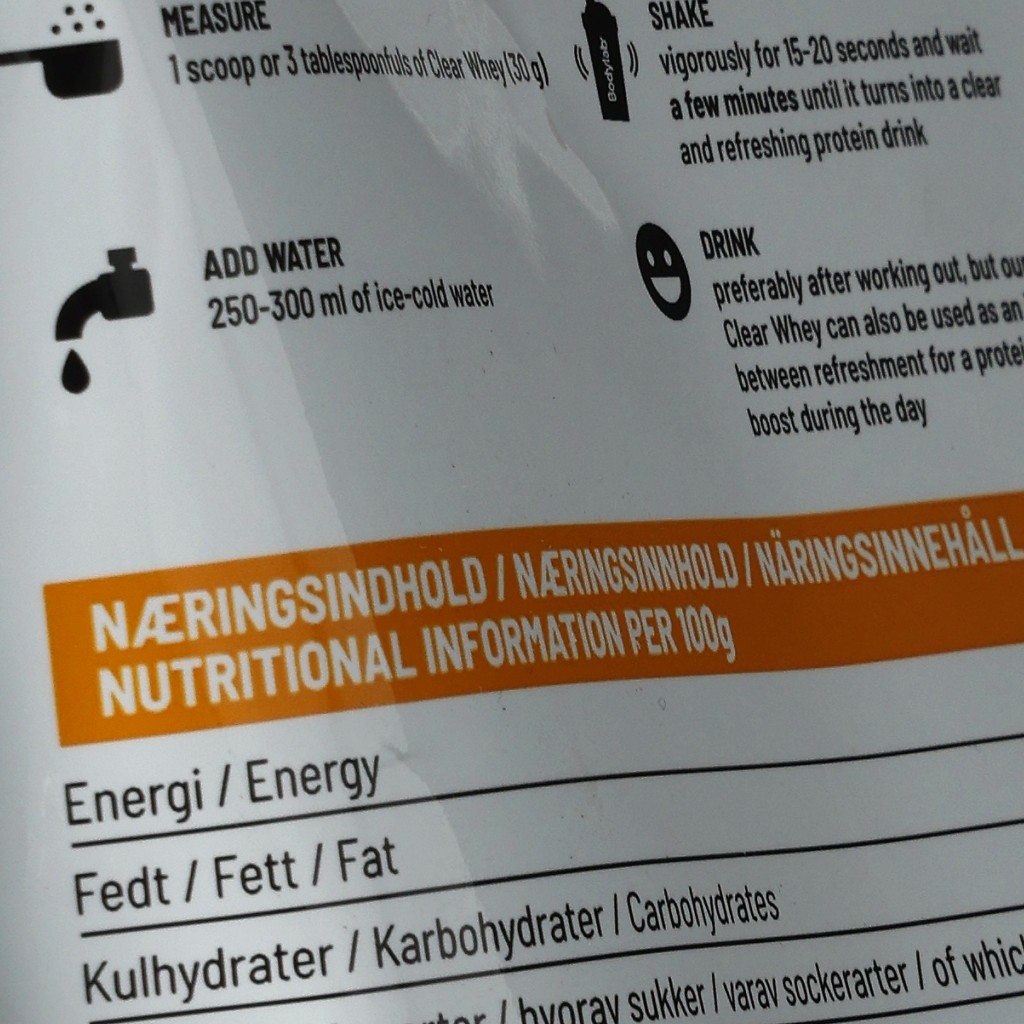 MEASURE
1 scoop or 3 tablespoonfuls of Clear Whey (30 g)
Bodylab
SHAKE
vigorously for 15-20 seconds and wait
a few minutes until it turns into a clear
and refreshing protein drink
ADD WATER
250-300 ml of ice-cold water
DRINK
preferably after working out, but our
Clear Whey can also be used as an
between refreshment for a protein
boost during the day
NÆRINGSINDHOLD / NÆRINGSINNHOLD / NÄRINGSINNEHÅLL
NUTRITIONAL INFORMATION PER 100g
Energi / Energy
Fedt / Fett / Fat
Kulhydrater / Karbohydrater / Carbohydrates
/ hvorav sukker / varav sockerarter / of which